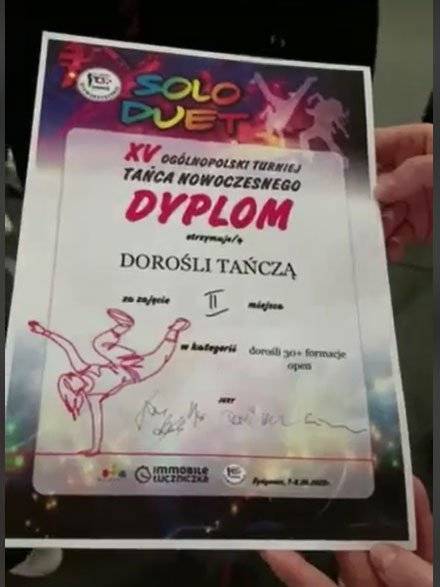 SOLO
DUET
XV OGÓLNOPOLSKI TURNIEJ
TAŃCA NOWOCZESNEGO
DYPLOM
otrzymuje/ą
DOROŚLI TAŃCZĄ
za zajęcie II miejsca
w kategorii dorośli 30+ formacje
open
JURY
IMMOBILE
ŁUCZNICZKA
Bydgoszcz,